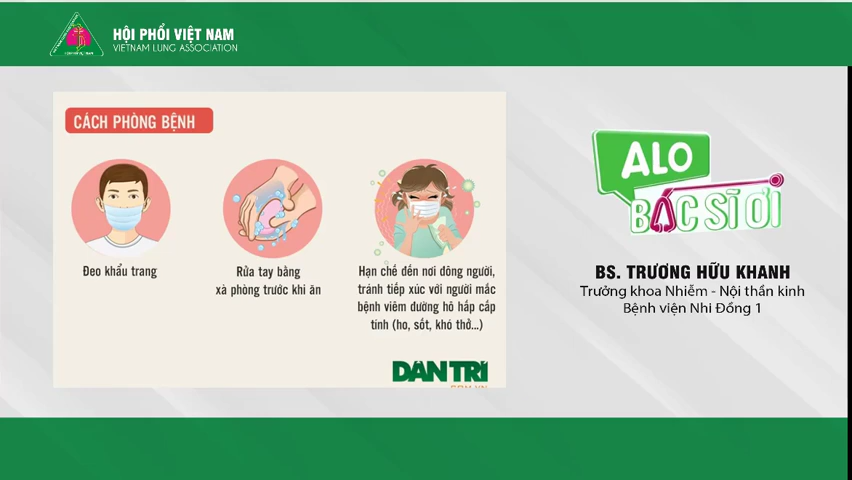 HỘI PHỔI VIỆT NAM
VIETNAM LUNG ASSOCIATION
CÁCH PHÒNG BỆNH
Đeo khẩu trang
Rửa tay bằng
xà phòng trước khi ăn
Hạn chế đến nơi đông người,
tránh tiếp xúc với người mắc
bệnh viêm đường hô hấp cấp
tính (ho, sốt, khó thở...)
DÂN TRÍ
.COM.VN
ALO
BÁC SĨ ƠI
BS. TRƯƠNG HỮU KHANH
Trưởng khoa Nhiễm - Nội thần kinh
Bệnh viện Nhi Đồng 1